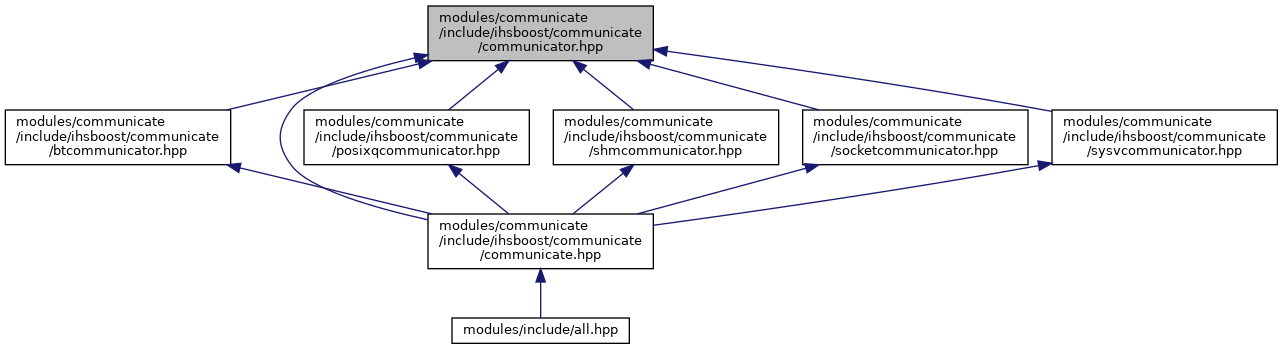 modules/communicate
/include/ihsboost/communicate
/communicator.hpp
modules/communicate
/include/ihsboost/communicate
/btcommunicator.hpp
modules/communicate
/include/ihsboost/communicate
/posixqcommunicator.hpp
modules/communicate
/include/ihsboost/communicate
/shmcommunicator.hpp
modules/communicate
/include/ihsboost/communicate
/socketcommunicator.hpp
modules/communicate
/include/ihsboost/communicate
/sysvcommunicator.hpp
modules/communicate
/include/ihsboost/communicate
/communicate.hpp
modules/include/all.hpp